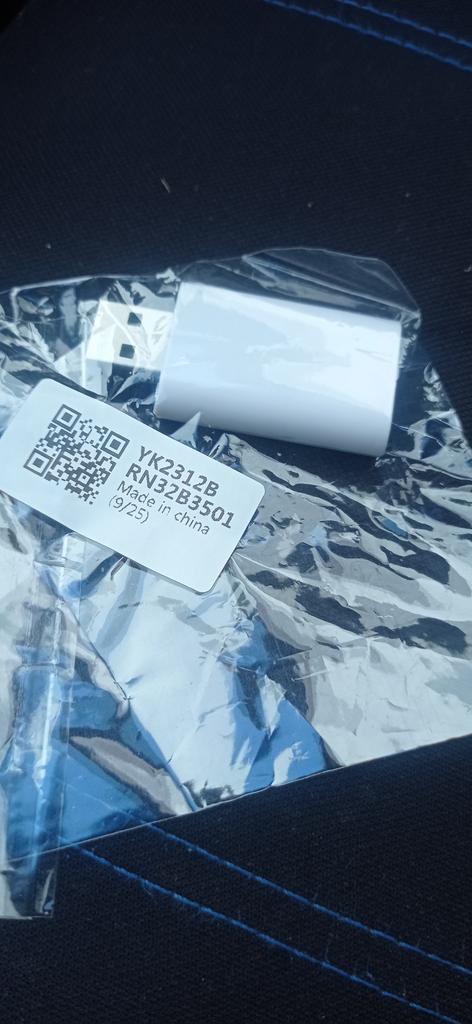 YK2312B
RN32B3501
Made in china
(9/25)